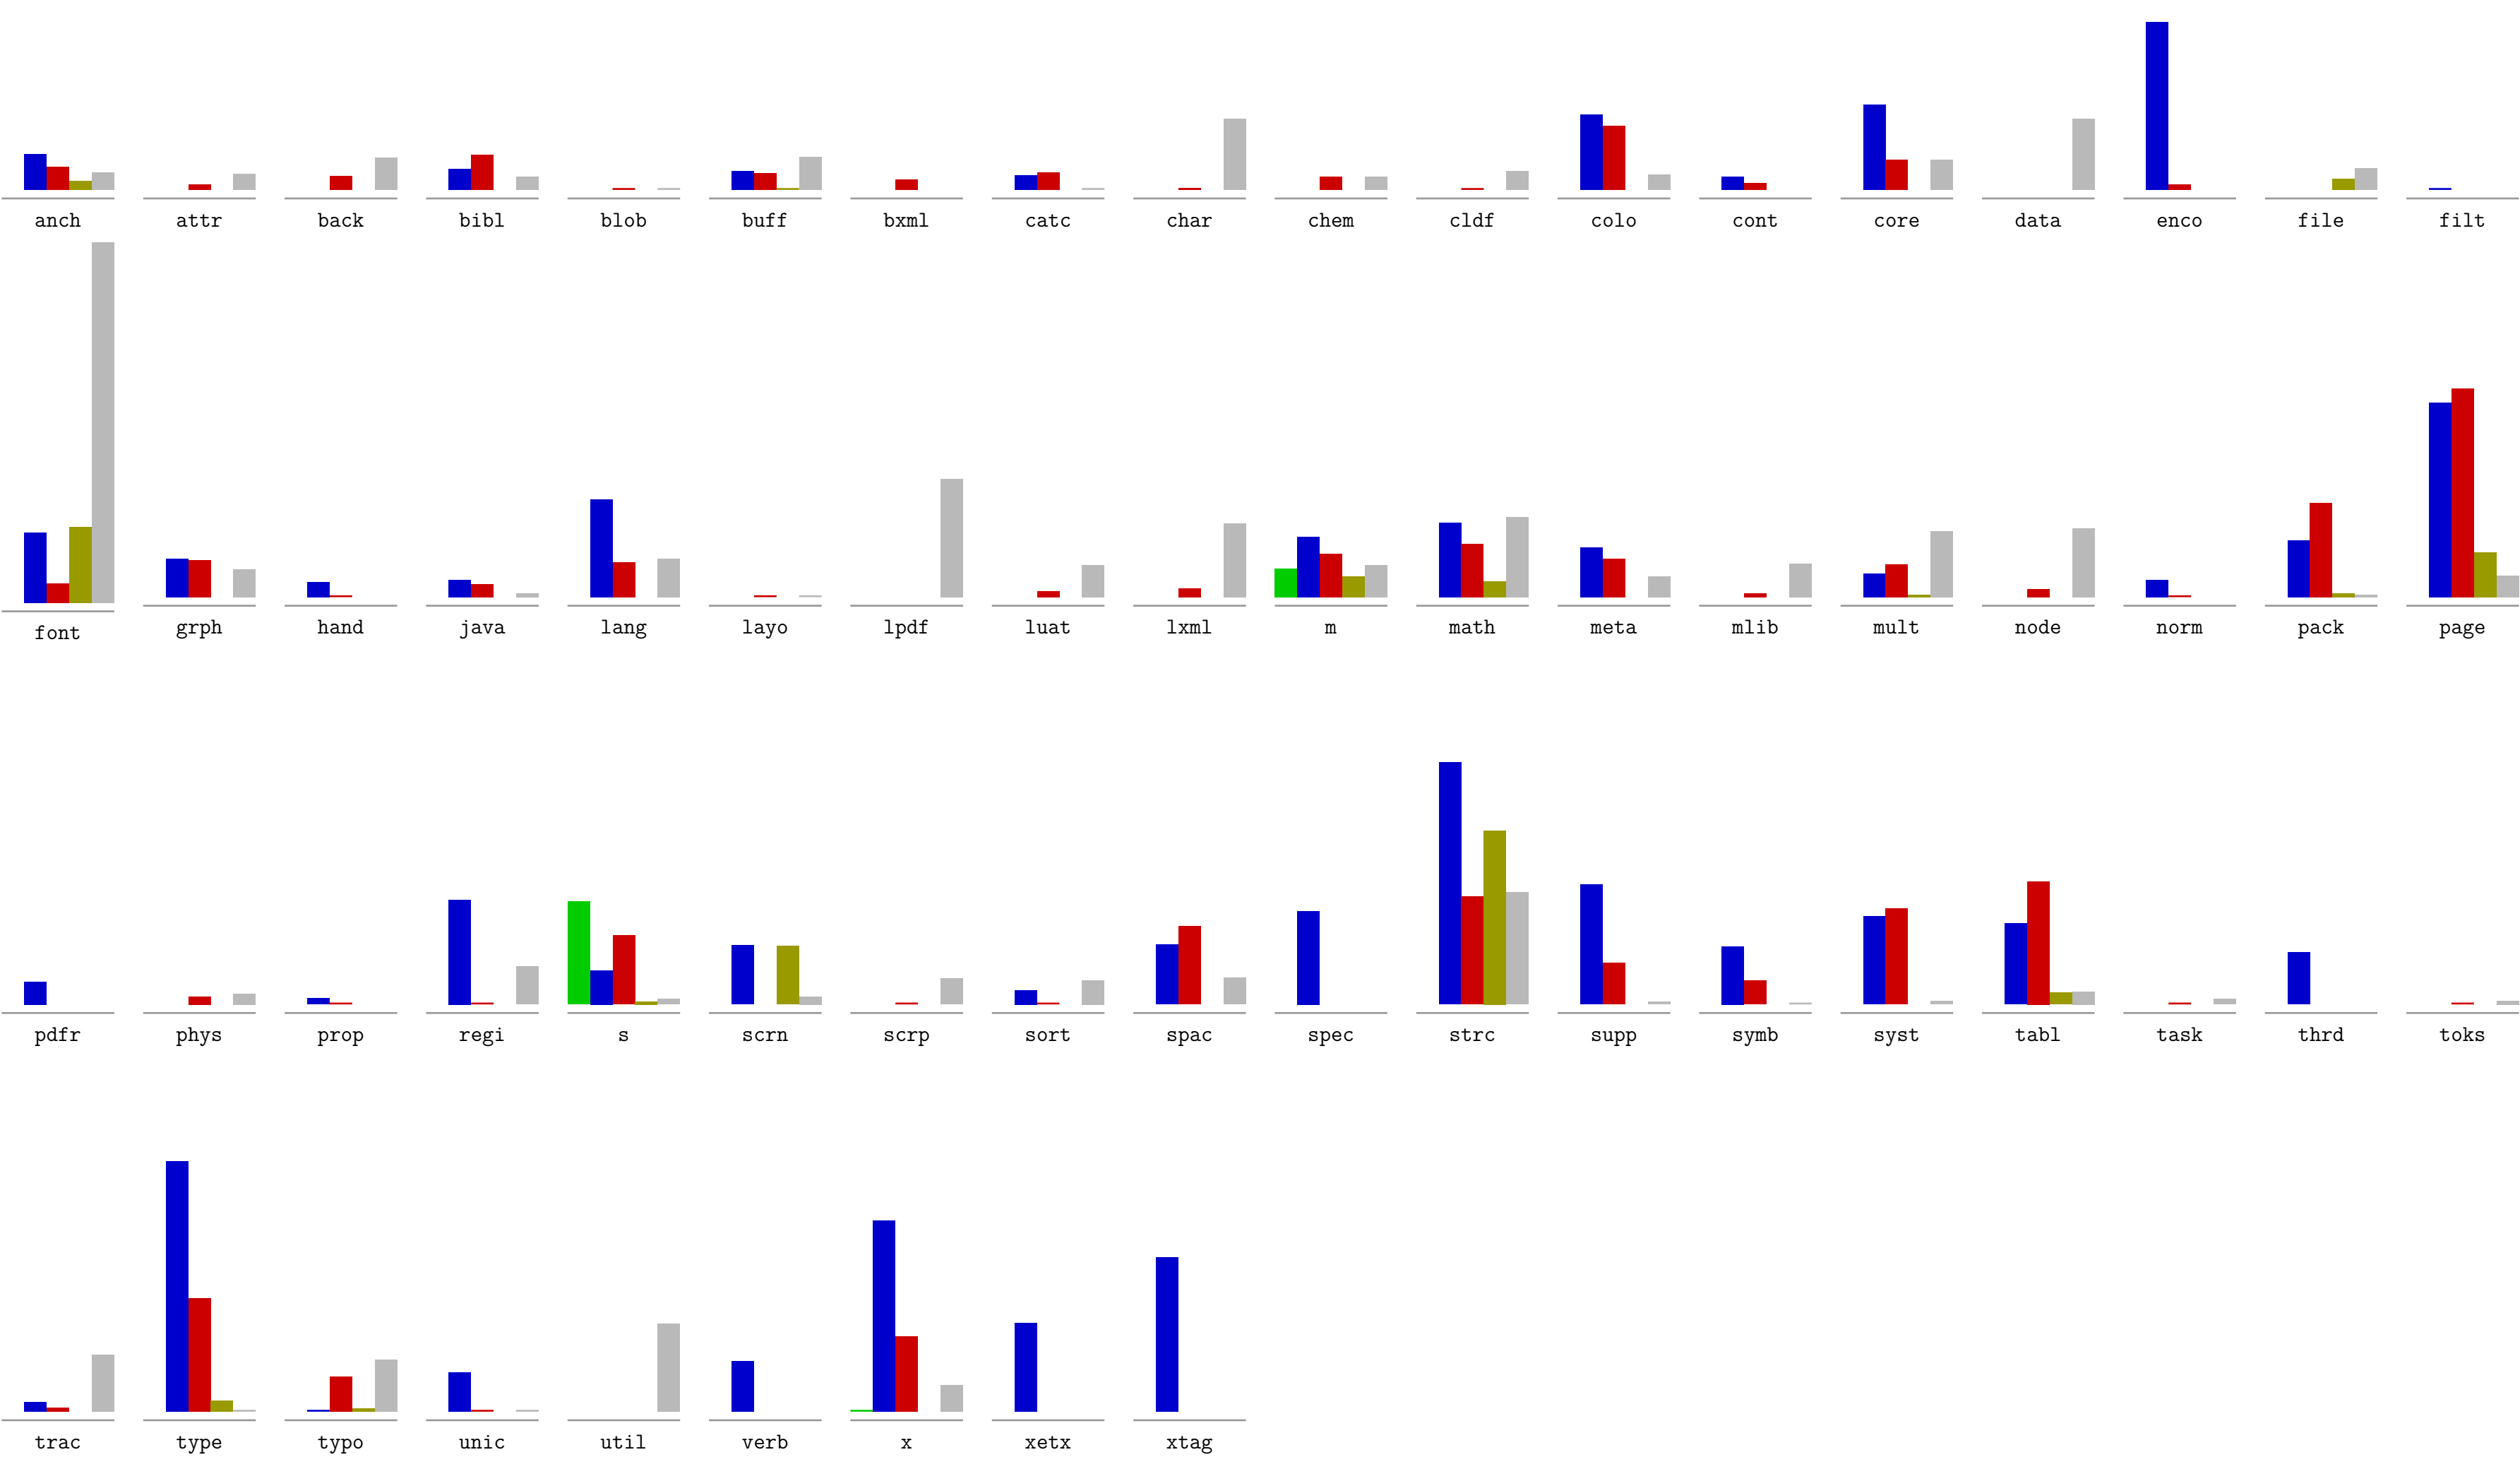 anch attr back bibl blob buff bxml catc char chem cldf colo cont core data enco file filt
font grph hand java lang layo lpdf luat lxml m math meta mlib mult node norm pack page
pdfr phys prop regi s scrn scrp sort spac spec strc supp symb syst tabl task thrd toks
trac type typo unic util verb x xetx xtag